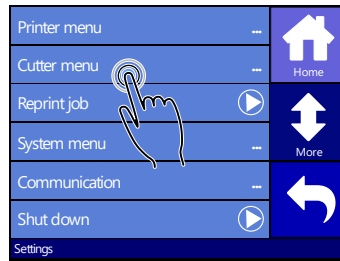 Printer menu ...
Cutter menu ...
Home
Reprint job
System menu ...
More
Communication ...
Shut down
Settings